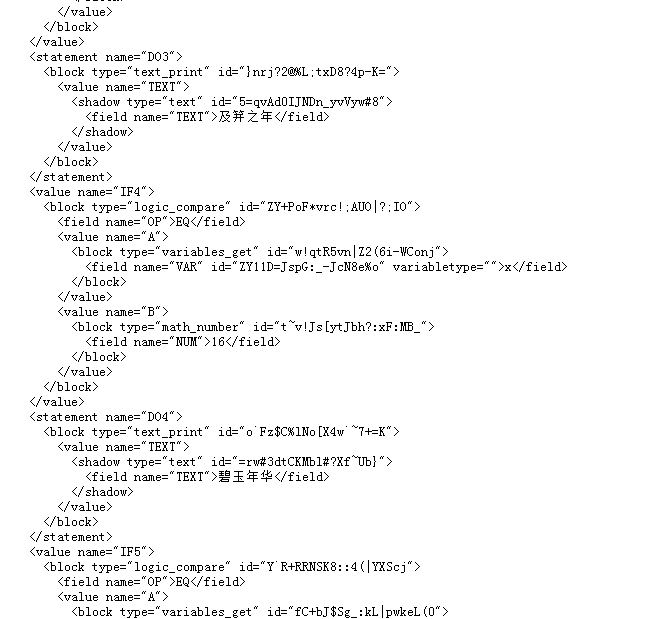 </value>
</block>
</value>
<statement name="DO3">
<block type="text_print" id="}nrj?2@%L;txD8?4p-K=">
<value name="TEXT">
<shadow type="text" id="5=qvAd0IJNDn_yvVyw#8">
<field name="TEXT">及笄之年</field>
</shadow>
</value>
</block>
</statement>
<value name="IF4">
<block type="logic_compare" id="ZY+PoF*vrc!;AUO|?;IO">
<field name="OP">EQ</field>
<value name="A">
<block type="variables_get" id="w!qtR5vn|Z2(6i-WConj">
<field name="VAR" id="ZY11D=JspG:_-JcN8e%o" variabletype="">x</field>
</block>
</value>
<value name="B">
<block type="math_number" id="t~v!Js[ytJbh?:xF:MB_">
<field name="NUM">16</field>
</block>
</value>
</block>
</value>
<statement name="DO4">
<block type="text_print" id="o`Fz$C%lNo[X4w`~7+=K">
<value name="TEXT">
<shadow type="text" id="=rw#3dtCKMbl#?Xf~Ub}">
<field name="TEXT">碧玉年华</field>
</shadow>
</value>
</block>
</statement>
<value name="IF5">
<block type="logic_compare" id="Y`R+RRNSK8::4(|YXScj">
<field name="OP">EQ</field>
<value name="A">
<block type="variables_get" id="fC+bJ$Sg_:kL|pwkeL(0">